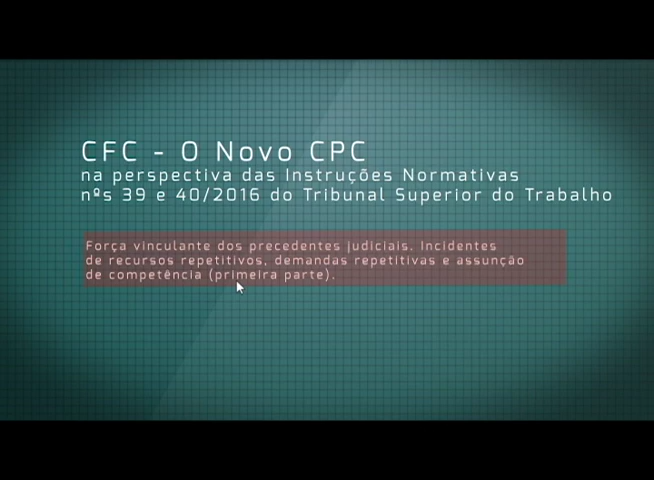 CFC - O Novo CPC
na perspectiva das Instruções Normativas
nºs 39 e 40/2016 do Tribunal Superior do Trabalho
Força vinculante dos precedentes judiciais. Incidentes
de recursos repetitivos, demandas repetitivas e assunção
de competência (primeira parte).